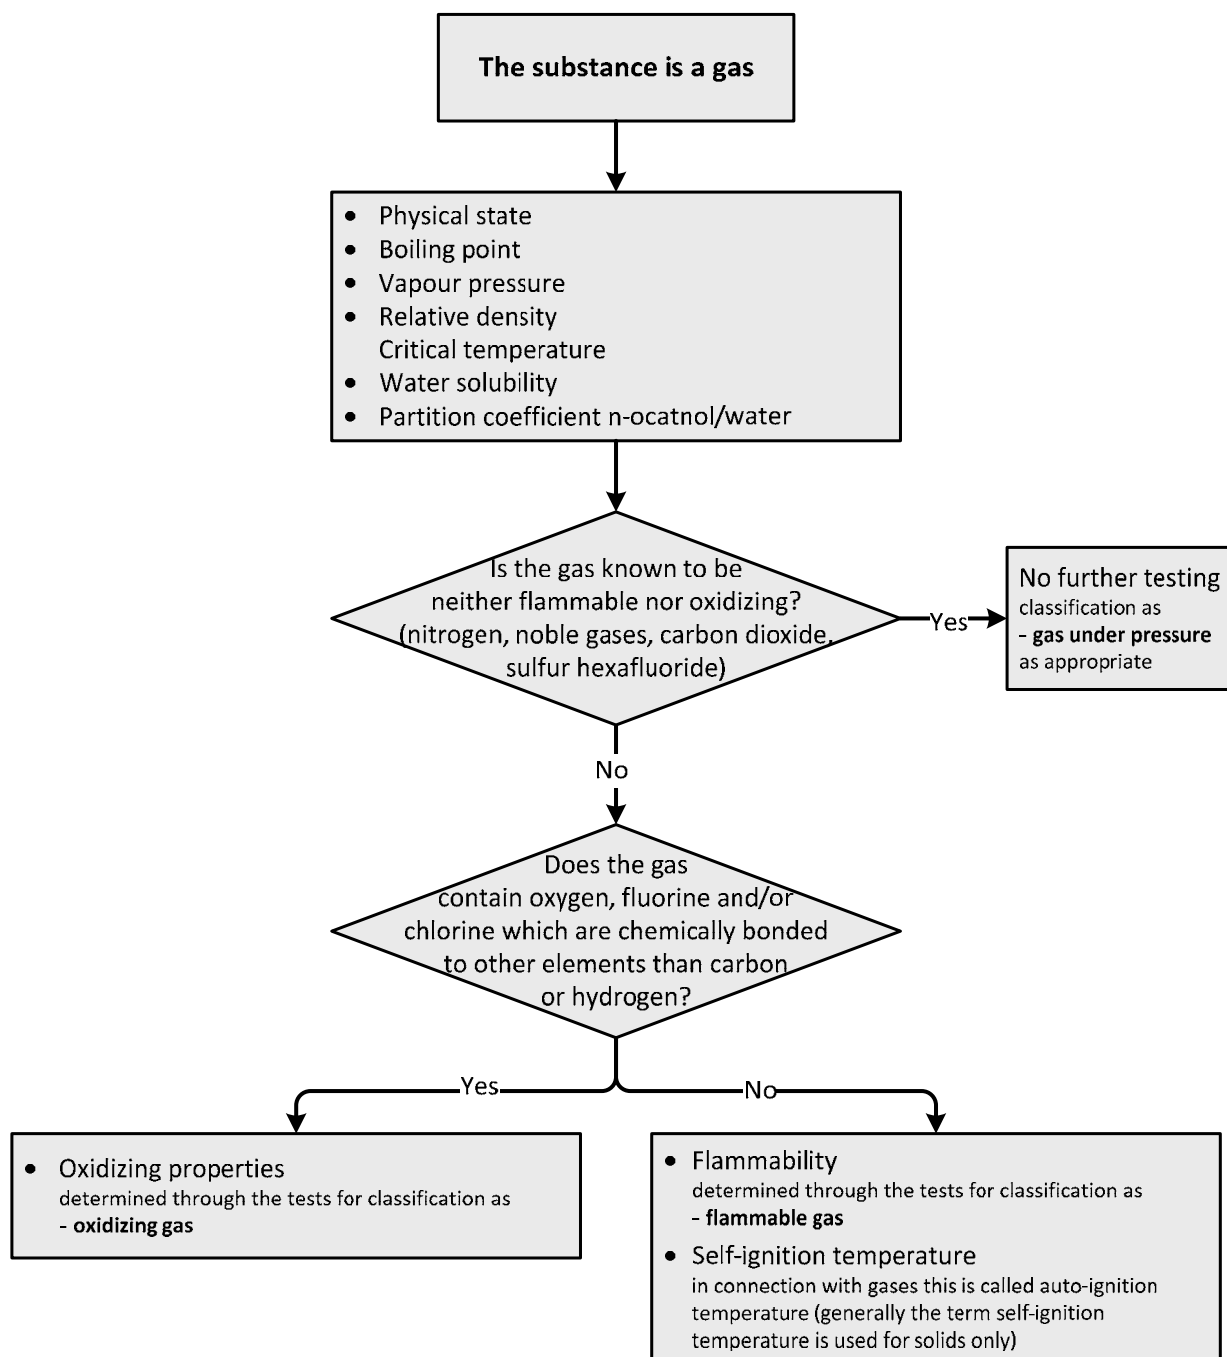 The substance is a gas
• Physical state
• Boiling point
• Vapour pressure
• Relative density
Critical temperature
• Water solubility
• Partition coefficient n-ocatnol/water
Is the gas known to be
neither flammable nor oxidizing?
(nitrogen, noble gases, carbon dioxide,
sulfur hexafluoride)
Yes
No further testing
classification as
- gas under pressure
as appropriate
No
Does the gas
contain oxygen, fluorine and/or
chlorine which are chemically bonded
to other elements than carbon
or hydrogen?
Yes
No
• Oxidizing properties
determined through the tests for classification as
- oxidizing gas
• Flammability
determined through the tests for classification as
- flammable gas
• Self-ignition temperature
in connection with gases this is called auto-ignition
temperature (generally the term self-ignition
temperature is used for solids only)